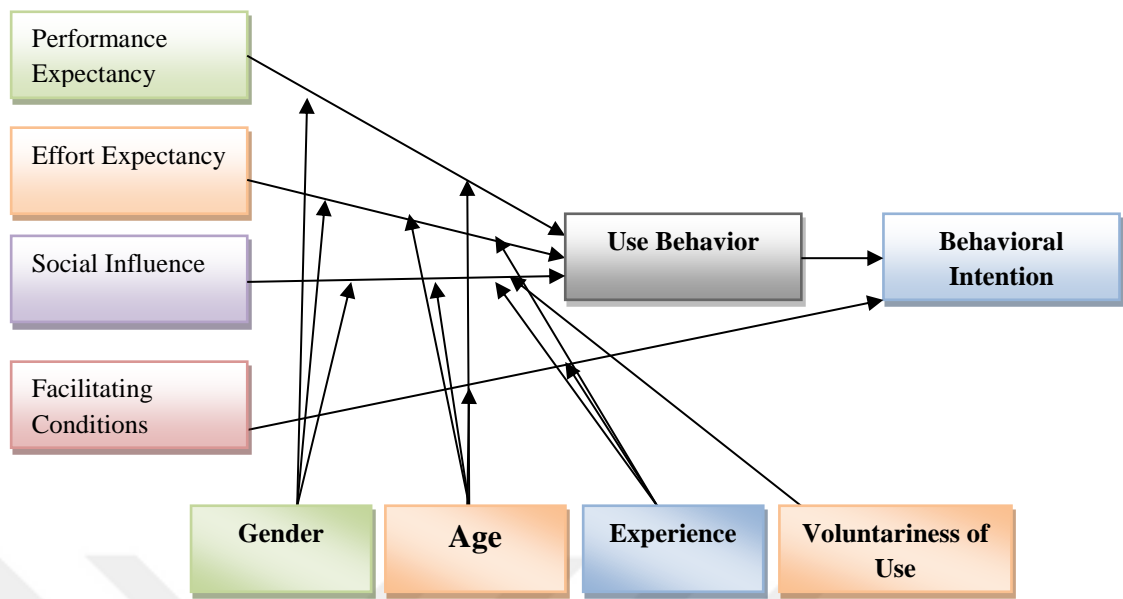 Performance
Expectancy
Effort Expectancy
Social Influence
Facilitating
Conditions
Use Behavior
Behavioral
Intention
Gender
Age
Experience
Voluntariness of
Use